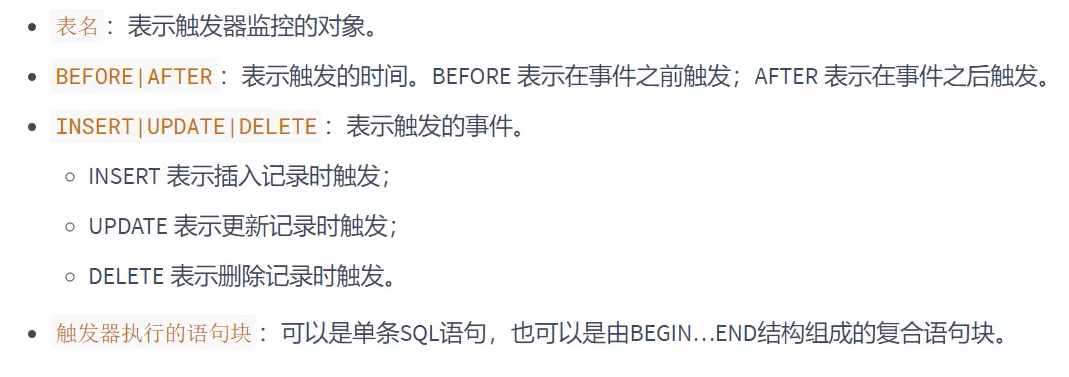 表名：表示触发器监控的对象。
BEFORE|AFTER：表示触发的时间。BEFORE 表示在事件之前触发；AFTER 表示在事件之后触发。
INSERT|UPDATE|DELETE：表示触发的事件。
INSERT 表示插入记录时触发；
UPDATE 表示更新记录时触发；
DELETE 表示删除记录时触发。
触发器执行的语句块：可以是单条SQL语句，也可以是由BEGIN…END结构组成的复合语句块。